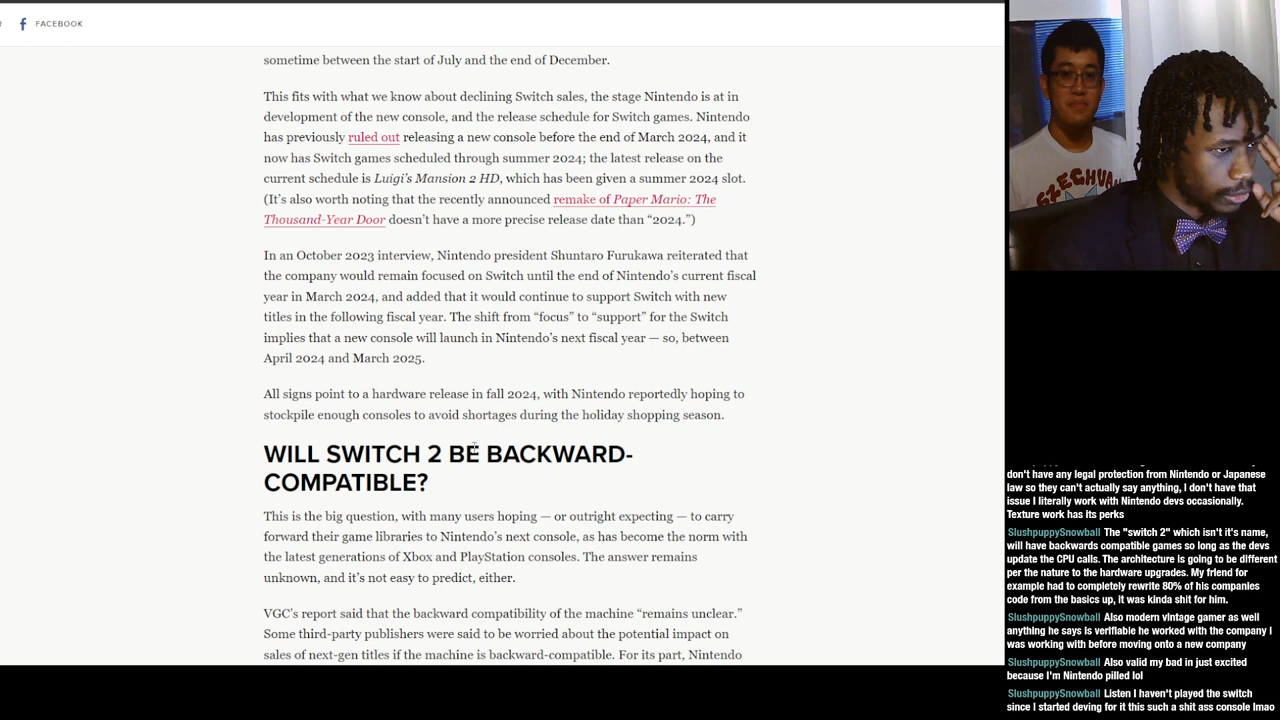 FACEBOOK
sometime between the start of July and the end of December.
This fits with what we know about declining Switch sales, the stage Nintendo is at in
development of the new console, and the release schedule for Switch games. Nintendo
has previously ruled out releasing a new console before the end of March 2024, and it
now has Switch games scheduled through summer 2024; the latest release on the
current schedule is Luigi's Mansion 2 HD, which has been given a summer 2024 slot.
(It's also worth noting that the recently announced remake of Paper Mario: The
Thousand-Year Door doesn't have a more precise release date than “2024.”)
In an October 2023 interview, Nintendo president Shuntaro Furukawa reiterated that
the company would remain focused on Switch until the end of Nintendo's current fiscal
year in March 2024, and added that it would continue to support Switch with new
titles in the following fiscal year. The shift from “focus” to “support” for the Switch
implies that a new console will launch in Nintendo's next fiscal year — so, between
April 2024 and March 2025.
All signs point to a hardware release in fall 2024, with Nintendo reportedly hoping to
stockpile enough consoles to avoid shortages during the holiday shopping season.
WILL SWITCH 2 BE BACKWARD-
COMPATIBLE?
This is the big question, with many users hoping — or outright expecting — to carry
forward their game libraries to Nintendo's next console, as has become the norm with
the latest generations of Xbox and PlayStation consoles. The answer remains
unknown, and it's not easy to predict, either.
VGC's report said that the backward compatibility of the machine “remains unclear.”
Some third-party publishers were said to be worried about the potential impact on
sales of next-gen titles if the machine is backward-compatible. For its part, Nintendo
don't have any legal protection from Nintendo or Japanese
law so they can't actually say anything, I don't have that
issue I literally work with Nintendo devs occasionally.
Texture work has its perks
SlushpuppySnowball The "switch 2" which isn't it's name,
will have backwards compatible games so long as the devs
update the CPU calls. The architecture is going to be different
per the nature to the hardware upgrades. My friend for
example had to completely rewrite 80% of his companies
code from the basics up, it was kinda shit for him.
SlushpuppySnowball Also modern vintage gamer as well
anything he says is verifiable he worked with the company I
was working with before moving onto a new company
SlushpuppySnowball Also valid my bad in just excited
because I'm Nintendo pilled lol
SlushpuppySnowball Listen I haven't played the switch
since I started deving for it this such a shit ass console lmao